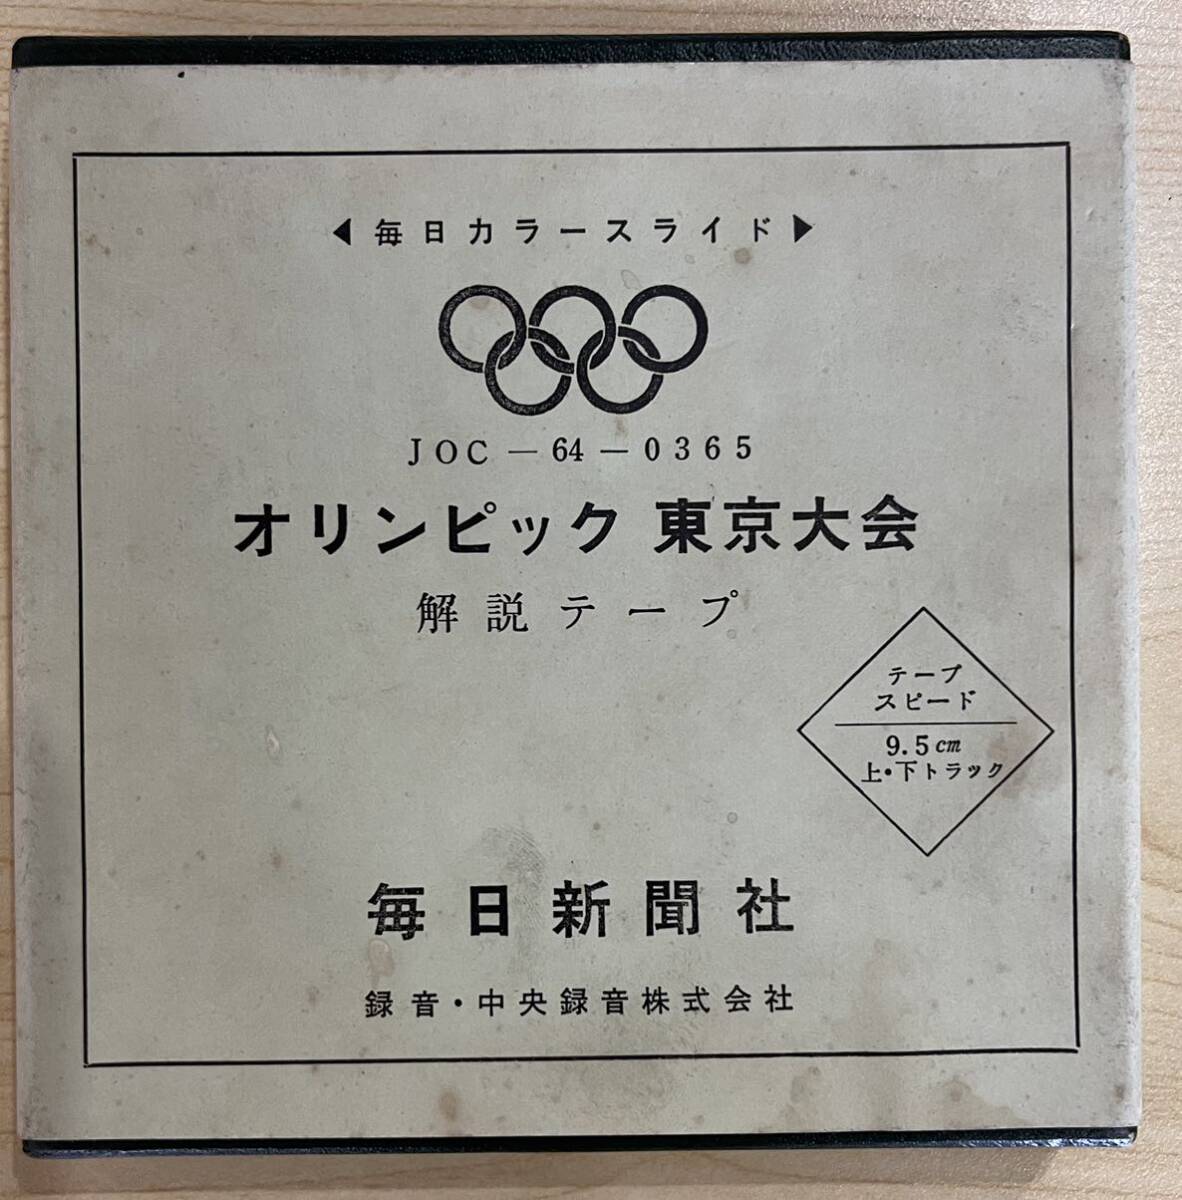 ◀毎日カラースライド▶
JOC－64－0365
オリンピック 東京大会
解説テープ
テープ
スピード
9.5cm
上・下トラック
毎日新聞社
録音・中央録音株式会社